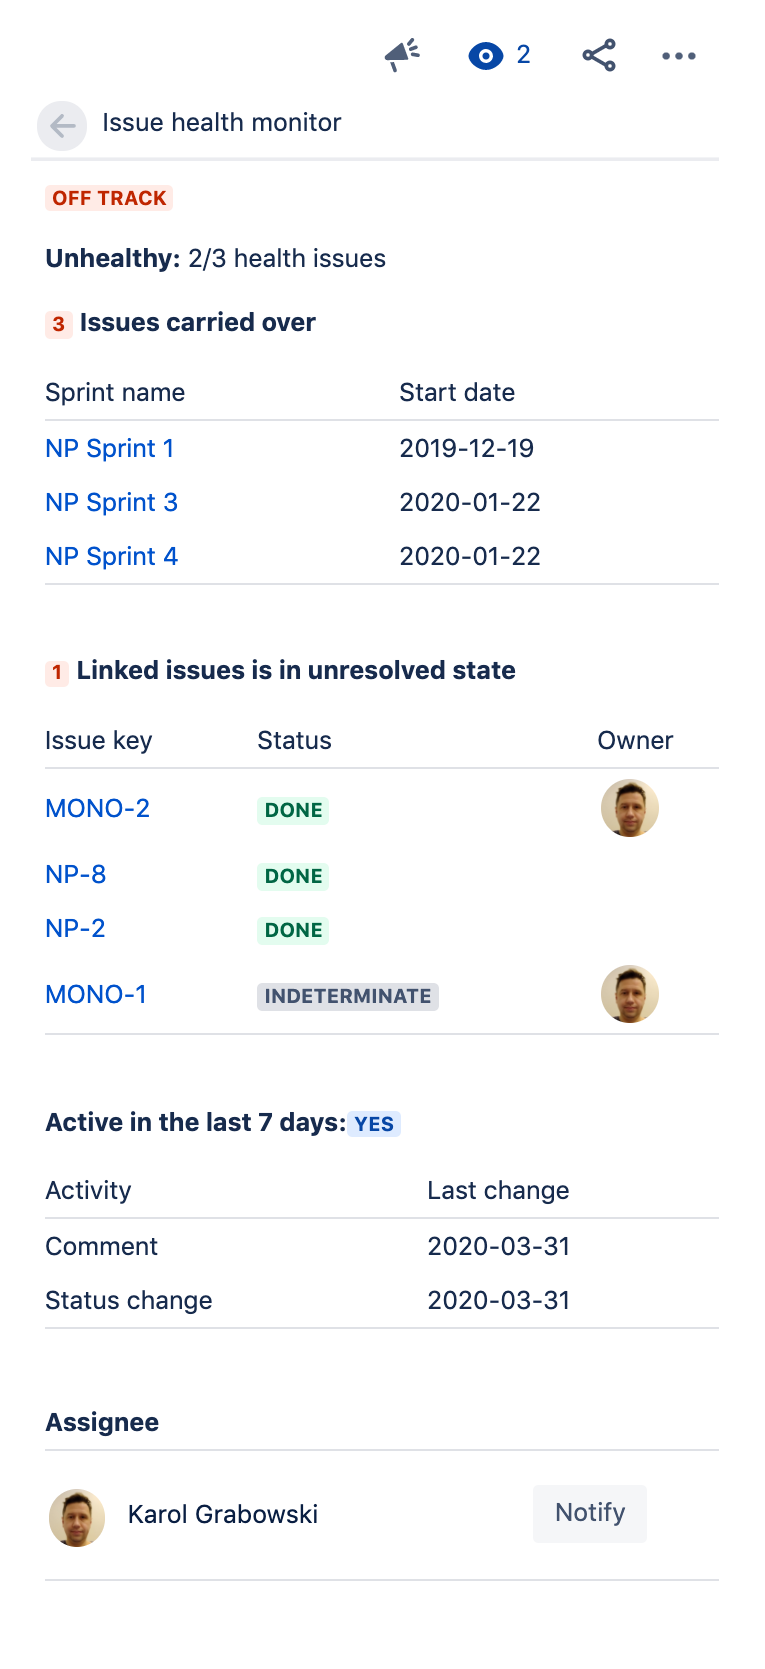 2
Issue health monitor
OFF TRACK
Unhealthy: 2/3 health issues
3 Issues carried over
Sprint name Start date
NP Sprint 1 2019-12-19
NP Sprint 3 2020-01-22
NP Sprint 4 2020-01-22
1 Linked issues is in unresolved state
Issue key Status Owner
MONO-2 DONE
NP-8 DONE
NP-2 DONE
MONO-1 INDETERMINATE
Active in the last 7 days: YES
Activity Last change
Comment 2020-03-31
Status change 2020-03-31
Assignee
Karol Grabowski Notify